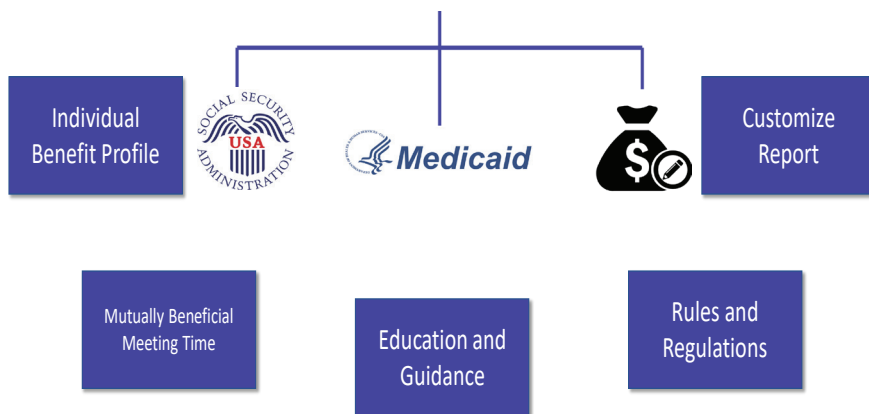 Individual
Benefit Profile
SOCIAL SECURITY
USA
ADMINISTRATION
Medicaid
$
Customize
Report
Mutually Beneficial
Meeting Time
Education and
Guidance
Rules and
Regulations